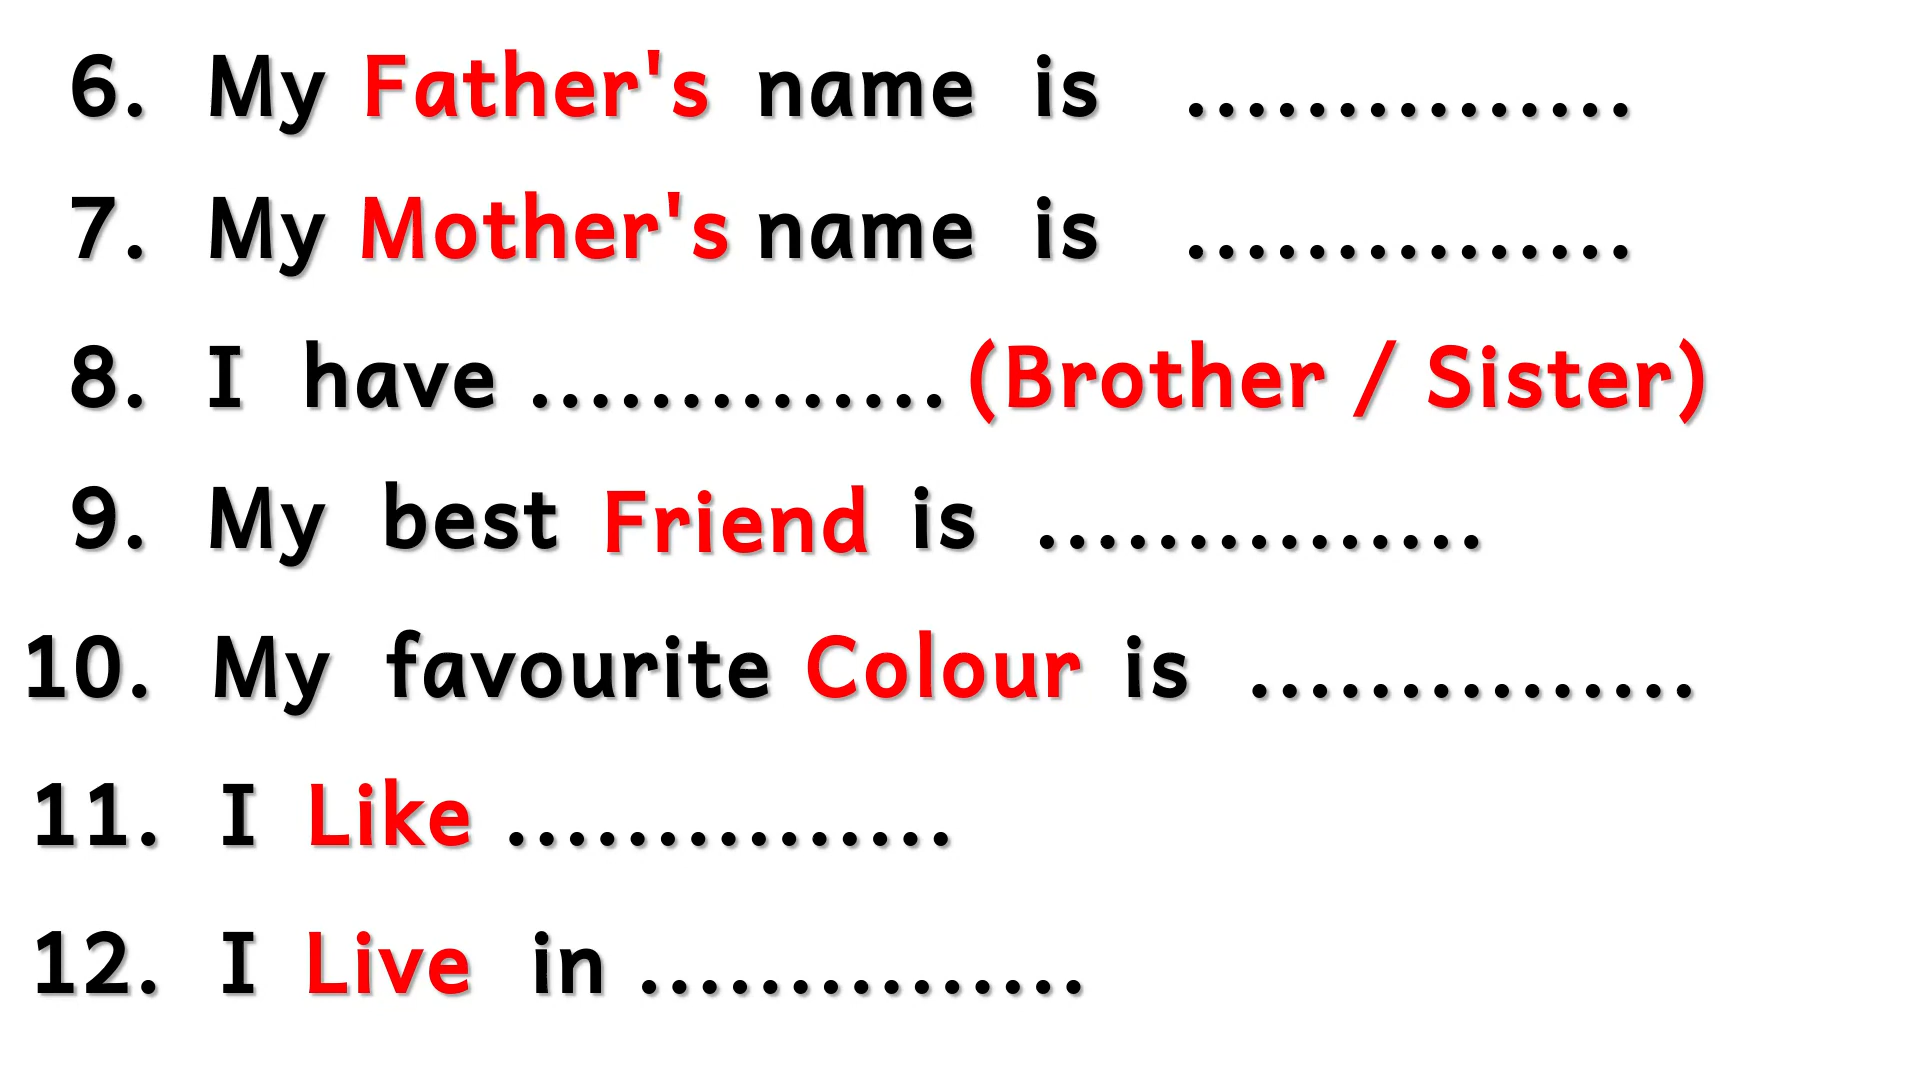 6. My Father's name is ...............
7. My Mother's name is ...............
8. I have .............. (Brother / Sister)
9. My best Friend is ...............
10. My favourite Colour is ...............
11. I Like ...............
12. I Live in ...............